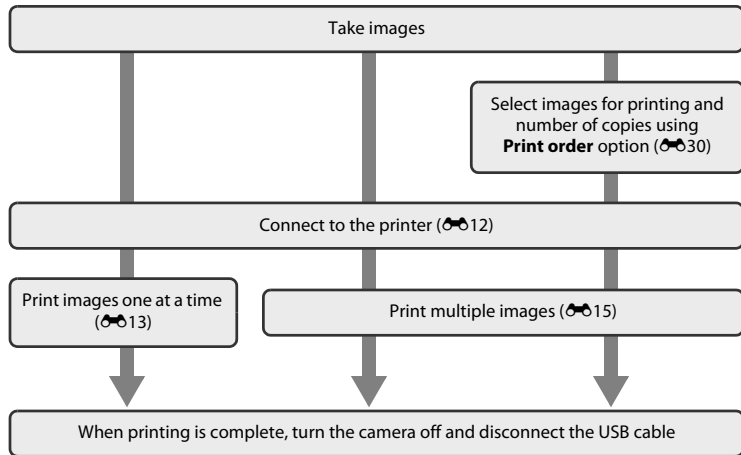 Take images
Select images for printing and
number of copies using
Print order option (30)
Connect to the printer (12)
Print images one at a time
(13)
Print multiple images (15)
When printing is complete, turn the camera off and disconnect the USB cable